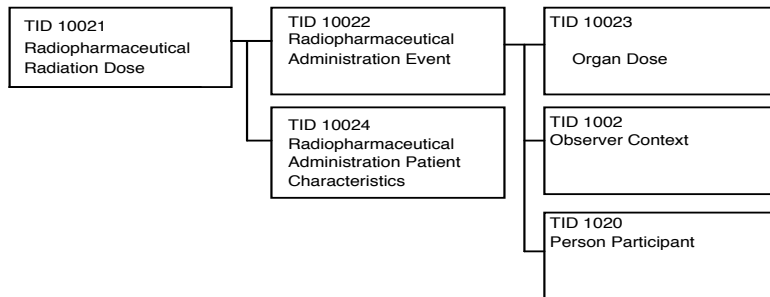 TID 10021
Radiopharmaceutical
Radiation Dose
TID 10022
Radiopharmaceutical
Administration Event
TID 10024
Radiopharmaceutical
Administration Patient
Characteristics
TID 10023
Organ Dose
TID 1002
Observer Context
TID 1020
Person Participant